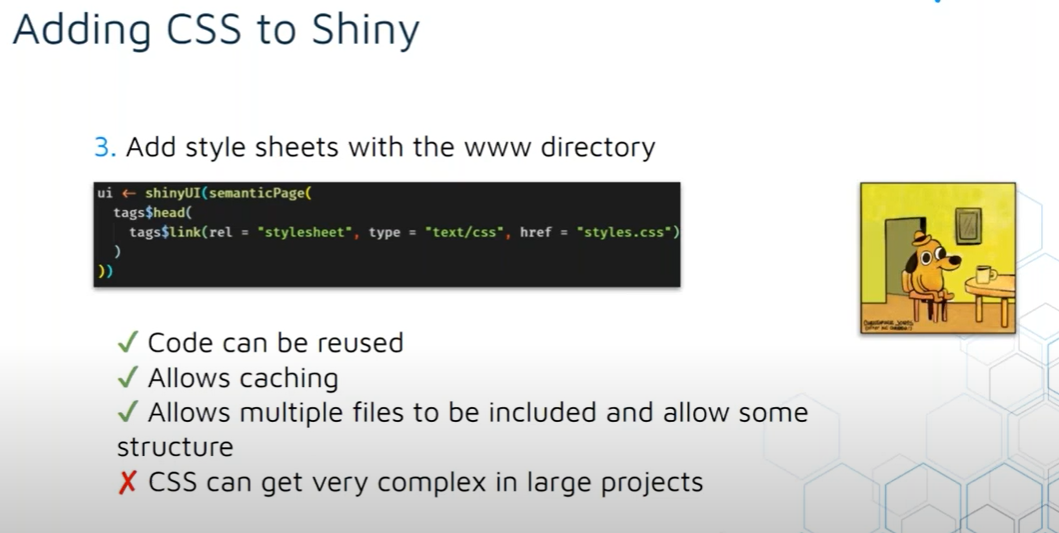 Adding CSS to Shiny
3. Add style sheets with the www directory
ui ← shinyUI(semanticPage(
tags$head(
tags$link(rel = "stylesheet", type = "text/css", href = "styles.css")
)
))
✓ Code can be reused
✓ Allows caching
✓ Allows multiple files to be included and allow some
structure
✗ CSS can get very complex in large projects